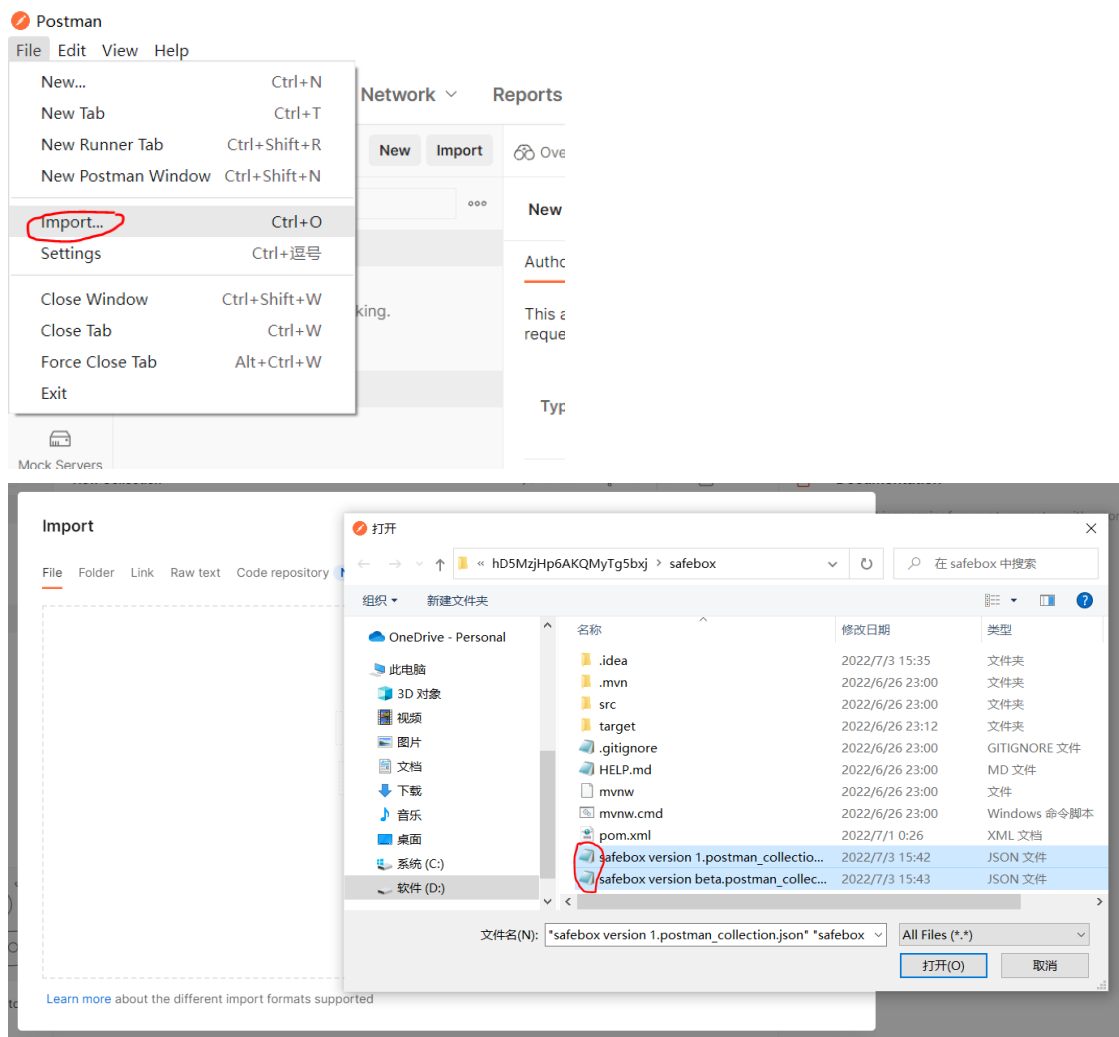 Postman
File Edit View Help
New... Ctrl+N
New Tab Ctrl+T
New Runner Tab Ctrl+Shift+R
New Postman Window Ctrl+Shift+N
Import... Ctrl+O
Settings Ctrl+逗号
Close Window Ctrl+Shift+W
Close Tab Ctrl+W
Force Close Tab Alt+Ctrl+W
Exit
Network Reports
New Import Ove
New
Autho
king.
This a
reque
Typ
Mock Servers
Import
File Folder Link Raw text Code repository N
Learn more about the different import formats supported
打开
« hD5MzjHp6AKQMyTg5bxj > safebox
在 safebox 中搜索
组织 新建文件夹
OneDrive - Personal
此电脑
3D 对象
视频
图片
文档
下载
音乐
桌面
系统 (C:)
软件 (D:)
名称 修改日期 类型
.idea 2022/7/3 15:35 文件夹
.mvn 2022/6/26 23:00 文件夹
src 2022/6/26 23:00 文件夹
target 2022/6/26 23:12 文件夹
.gitignore 2022/6/26 23:00 GITIGNORE 文件
HELP.md 2022/6/26 23:00 MD 文件
mvnw 2022/6/26 23:00 文件
mvnw.cmd 2022/6/26 23:00 Windows 命令脚本
pom.xml 2022/7/1 0:26 XML 文档
safebox version 1.postman_collectio... 2022/7/3 15:42 JSON 文件
safebox version beta.postman_collec... 2022/7/3 15:43 JSON 文件
文件名(N): "safebox version 1.postman_collection.json" "safebox All Files (*.*)
打开(O) 取消